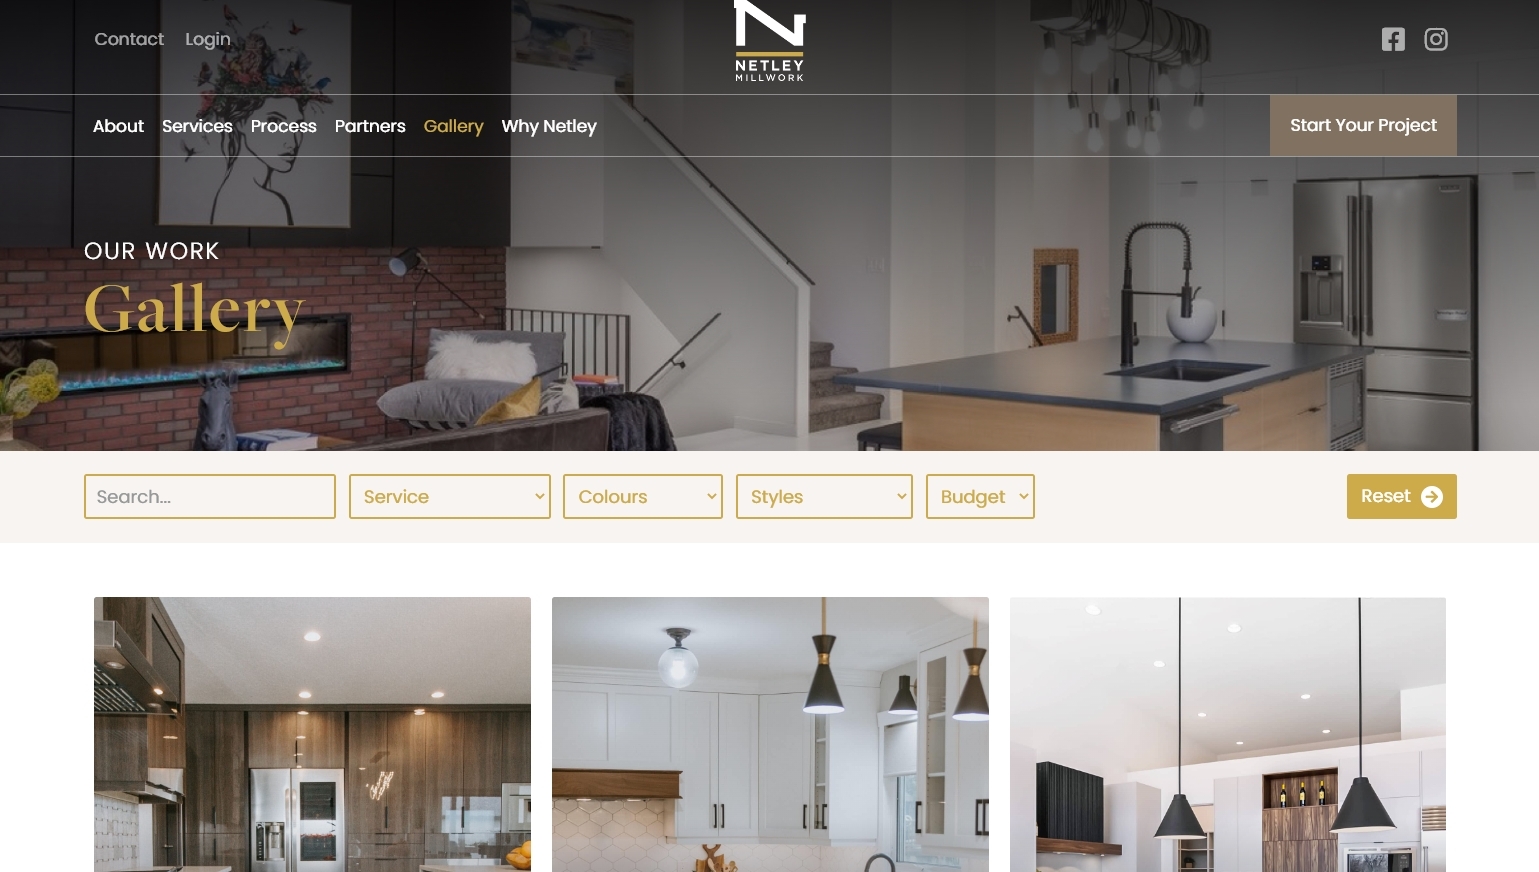 Contact Login
NETLEY
MILLWORK
About Services Process Partners Gallery Why Netley
Start Your Project
OUR WORK
Gallery
Search... Service Colours Styles Budget Reset